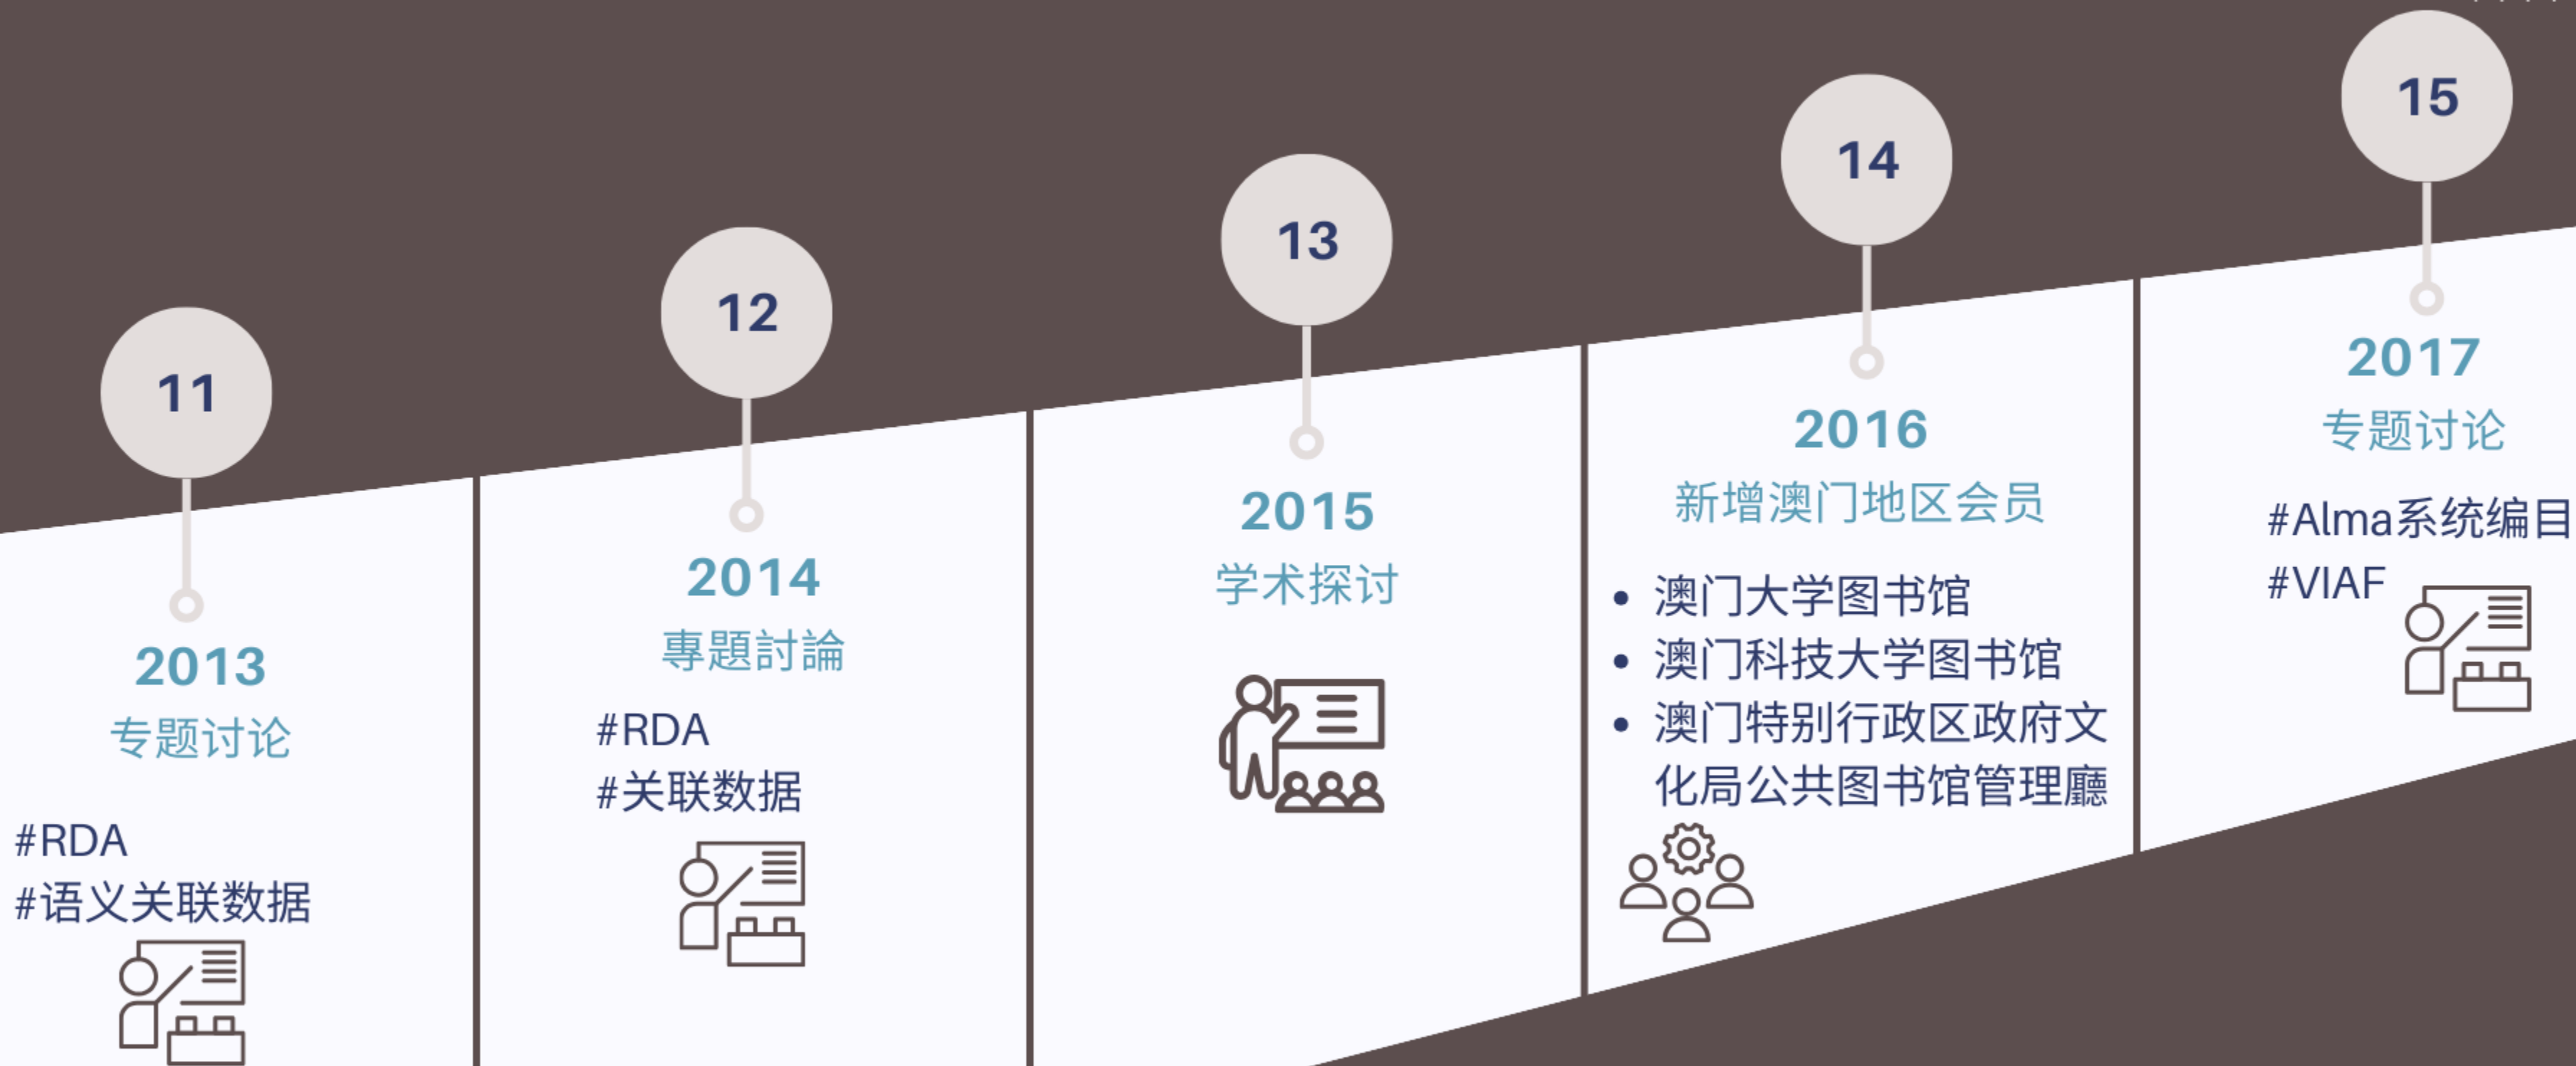 11
2013
专题讨论
#RDA
#语义关联数据
12
2014
專題討論
#RDA
#关联数据
13
2015
学术探讨
14
2016
新增澳门地区会员
• 澳门大学图书馆
• 澳门科技大学图书馆
• 澳门特别行政区政府文
化局公共图书馆管理廳
15
2017
专题讨论
#Alma系统编目
#VIAF